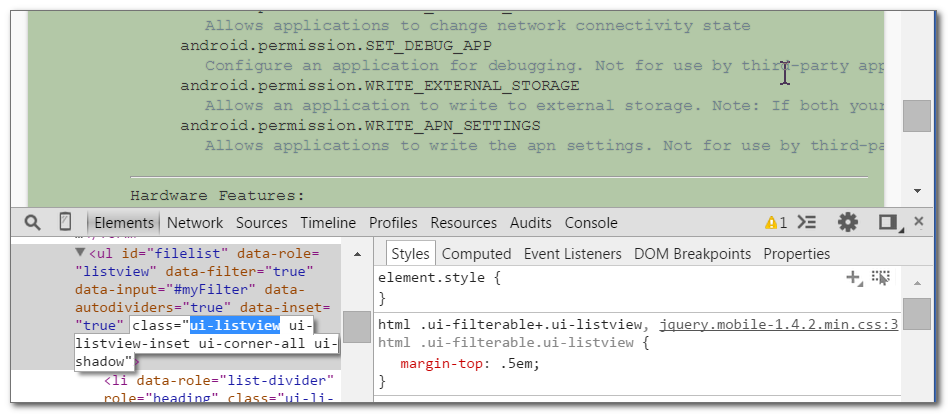 Allows applications to change network connectivity state
android.permission.SET_DEBUG_APP
Configure an application for debugging. Not for use by third-party app
android.permission.WRITE_EXTERNAL_STORAGE
Allows an application to write to external storage. Note: If both your
android.permission.WRITE_APN_SETTINGS
Allows applications to write the apn settings. Not for use by third-pa
Hardware Features:
Elements Network Sources Timeline Profiles Resources Audits Console 1
<ul id="filelist" data-role=
"listview" data-filter="true"
data-input="#myFilter" data-
autodividers="true" data-inset=
"true" class="ui-listview ui-
listview-inset ui-corner-all ui-
shadow">
<li data-role="list-divider"
role="heading" class="ui-li-
Styles Computed Event Listeners DOM Breakpoints Properties
element.style {
}
html .ui-filterable+.ui-listview, jquery.mobile-1.4.2.min.css:3
html .ui-filterable.ui-listview {
margin-top: .5em;
}